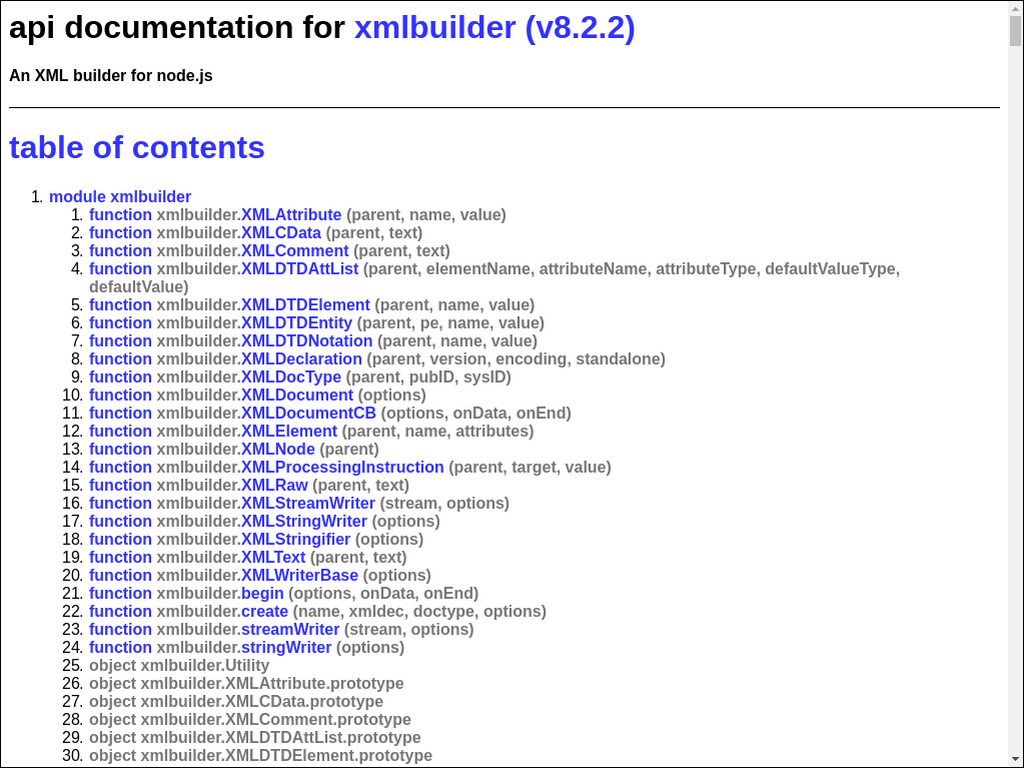 api documentation for xmlbuilder (v8.2.2)
An XML builder for node.js
table of contents
1. module xmlbuilder
1. function xmlbuilder.XMLAttribute (parent, name, value)
2. function xmlbuilder.XMLCData (parent, text)
3. function xmlbuilder.XMLComment (parent, text)
4. function xmlbuilder.XMLDTDAttList (parent, elementName, attributeName, attributeType, defaultValueType,
defaultValue)
5. function xmlbuilder.XMLDTDElement (parent, name, value)
6. function xmlbuilder.XMLDTDEntity (parent, pe, name, value)
7. function xmlbuilder.XMLDTDNotation (parent, name, value)
8. function xmlbuilder.XMLDeclaration (parent, version, encoding, standalone)
9. function xmlbuilder.XMLDocType (parent, pubID, sysID)
10. function xmlbuilder.XMLDocument (options)
11. function xmlbuilder.XMLDocumentCB (options, onData, onEnd)
12. function xmlbuilder.XMLElement (parent, name, attributes)
13. function xmlbuilder.XMLNode (parent)
14. function xmlbuilder.XMLProcessingInstruction (parent, target, value)
15. function xmlbuilder.XMLRaw (parent, text)
16. function xmlbuilder.XMLStreamWriter (stream, options)
17. function xmlbuilder.XMLStringWriter (options)
18. function xmlbuilder.XMLStringifier (options)
19. function xmlbuilder.XMLText (parent, text)
20. function xmlbuilder.XMLWriterBase (options)
21. function xmlbuilder.begin (options, onData, onEnd)
22. function xmlbuilder.create (name, xmldec, doctype, options)
23. function xmlbuilder.streamWriter (stream, options)
24. function xmlbuilder.stringWriter (options)
25. object xmlbuilder.Utility
26. object xmlbuilder.XMLAttribute.prototype
27. object xmlbuilder.XMLCData.prototype
28. object xmlbuilder.XMLComment.prototype
29. object xmlbuilder.XMLDTDAttList.prototype
30. object xmlbuilder.XMLDTDElement.prototype